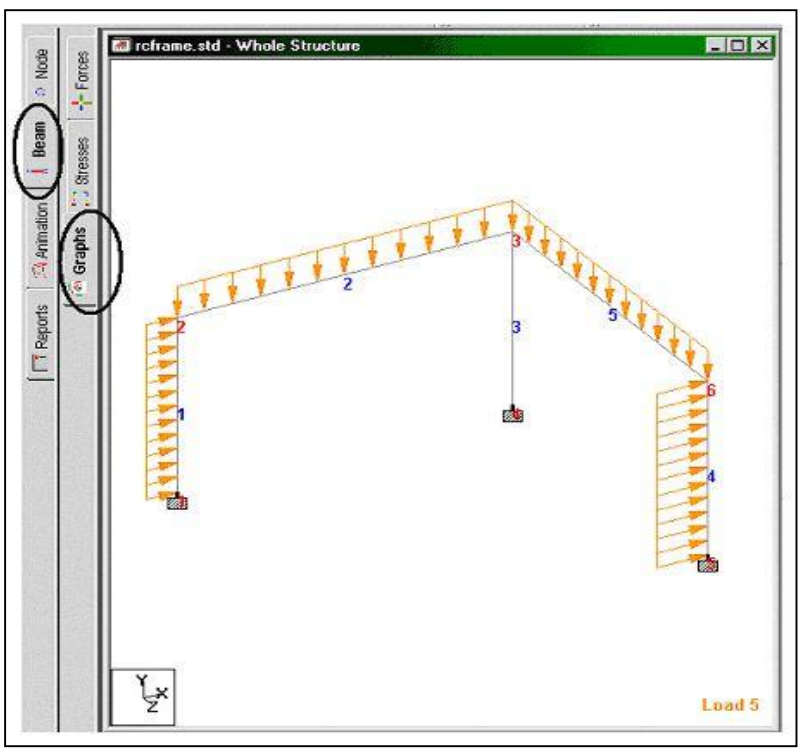 rcframe.std - Whole Structure
Node
Beam
Animation
Reports
Forces
Stresses
Graphs
3
2
5
2
3
6
1
4
Y
X
Z
Load 5